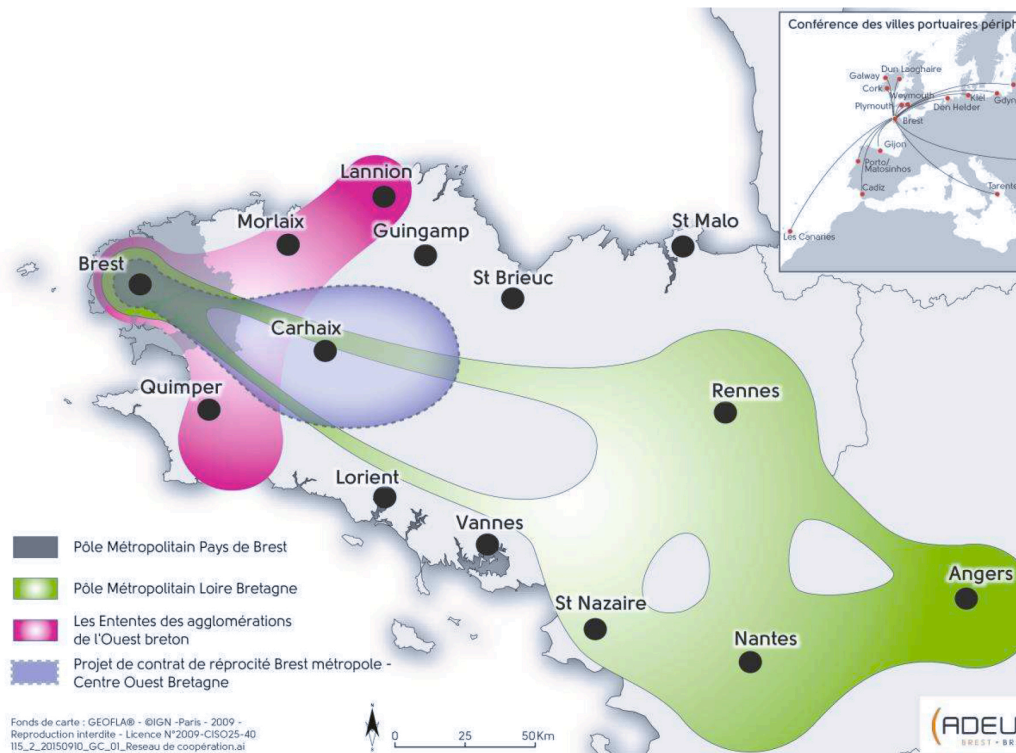 Conférence des villes portuaires périph
Dun Laoghaire
Galway
Cork
Weymouth
Plymouth
Brest
Den Helder
Kiel
Gdyn
Gijon
Porto/
Matosinhos
Cadiz
Tarente
Les Canaries
Lannion
Morlaix
Guingamp
St Malo
Brest
St Brieuc
Carhaix
Quimper
Rennes
Lorient
Vannes
Angers
St Nazaire
Nantes
Pôle Métropolitain Pays de Brest
Pôle Métropolitain Loire Bretagne
Les Ententes des agglomérations
de l'Ouest breton
Projet de contrat de réprocité Brest métropole -
Centre Ouest Bretagne
Fonds de carte : GEOFLA® - ©IGN -Paris - 2009 -
Reproduction interdite - Licence N°2009-CISO25-40
115_2_20150910_GC_01_Reseau de coopération.ai
N
0 25 50Km
ADEU
BREST • BR